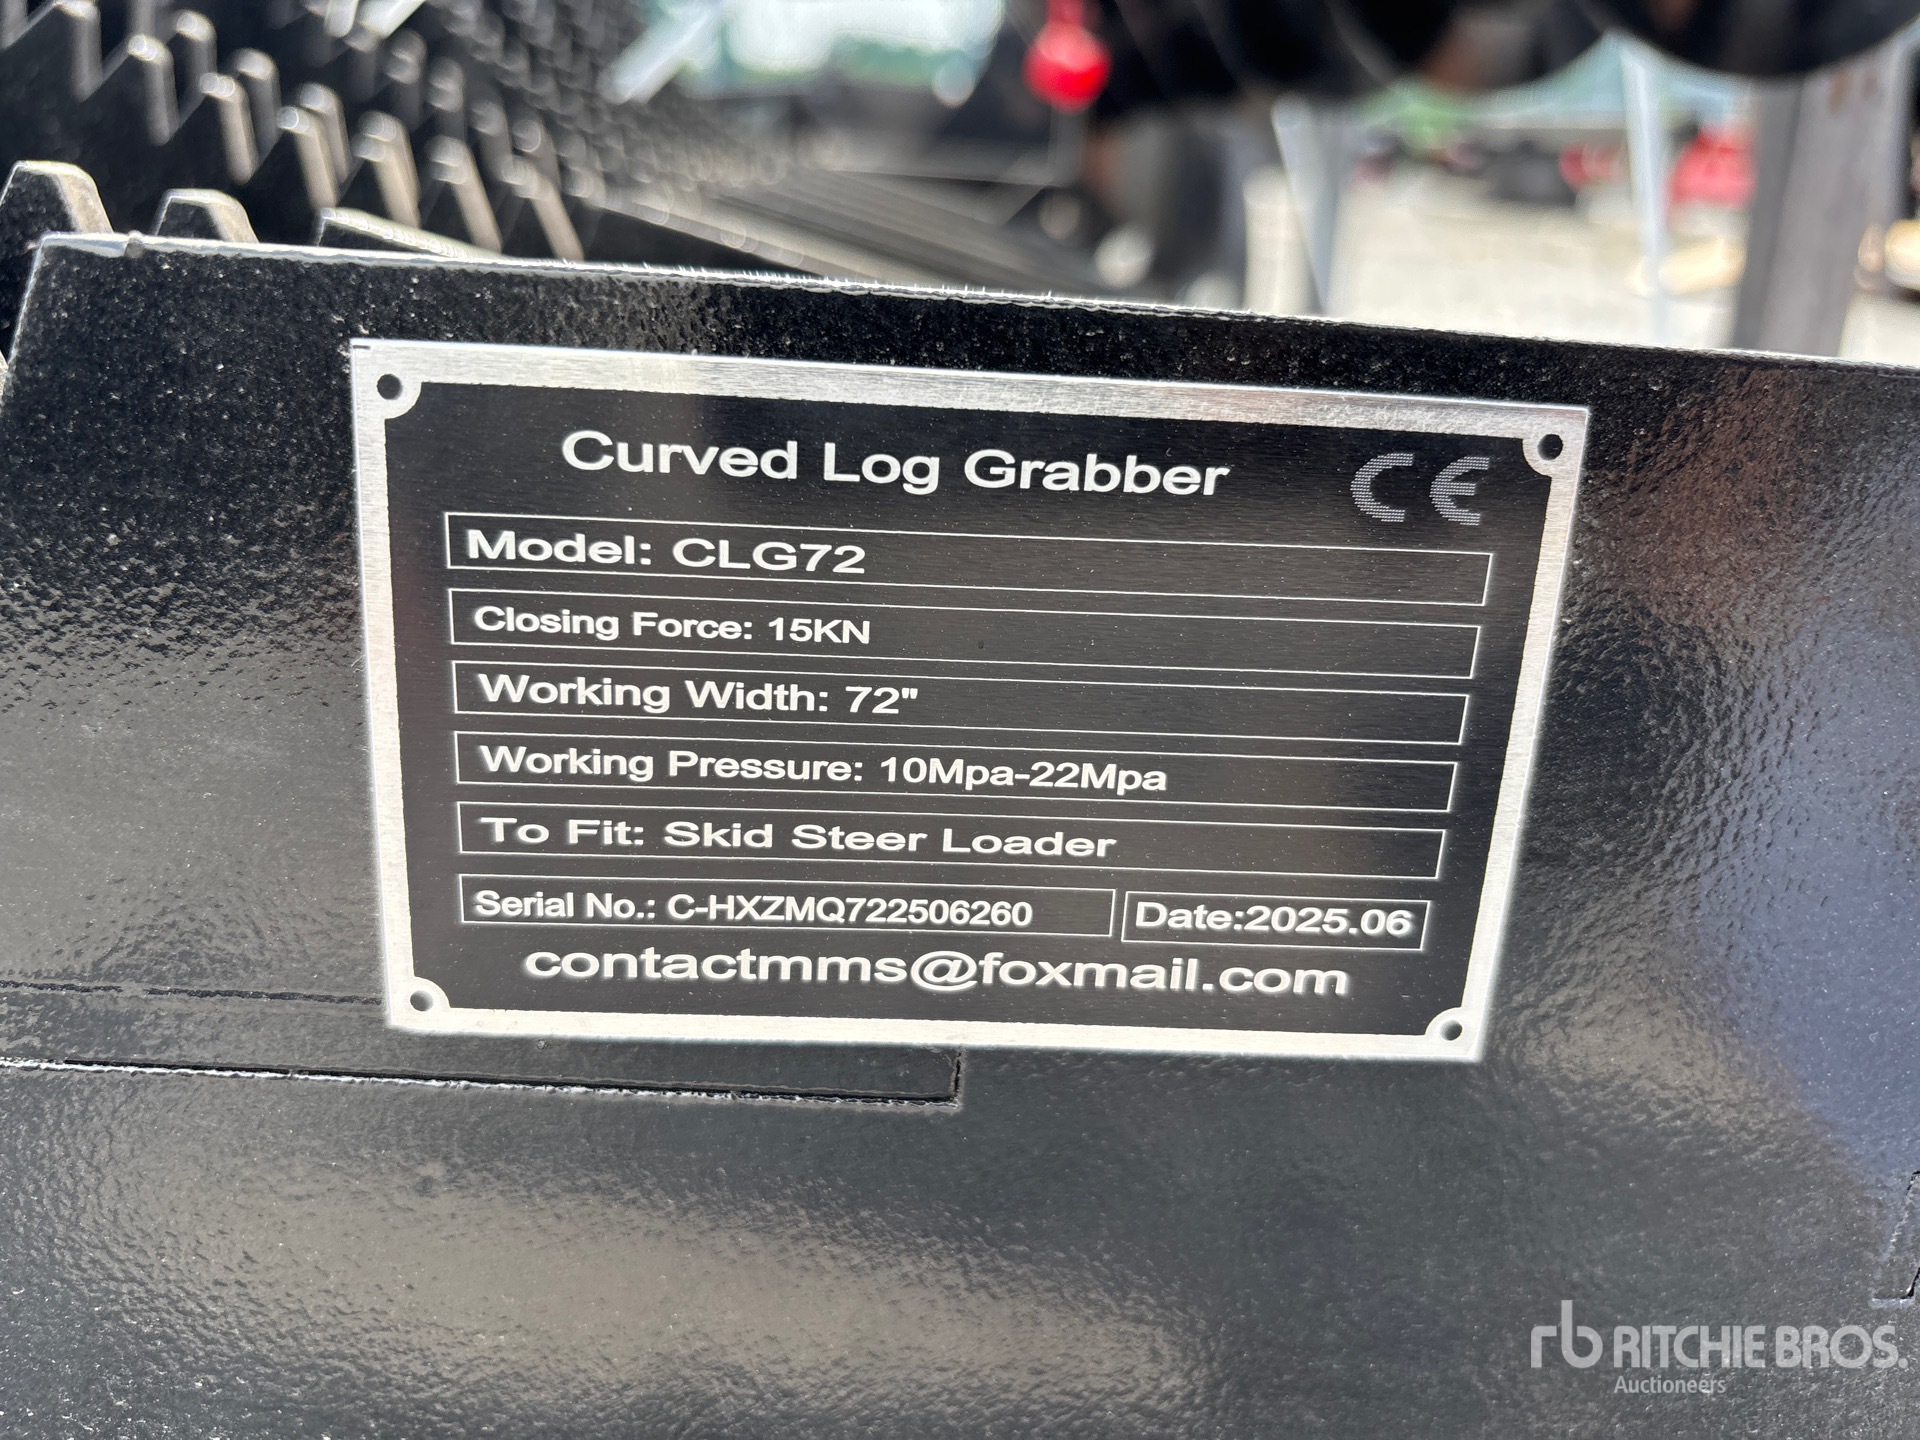 Curved Log Grabber CE
Model: CLG72
Closing Force: 15KN
Working Width: 72"
Working Pressure: 10Mpa-22Mpa
To Fit: Skid Steer Loader
Serial No.: C-HXZMQ722506260 Date:2025.06
contactmms@foxmail.com
rb RITCHIE BROS.
Auctioneers